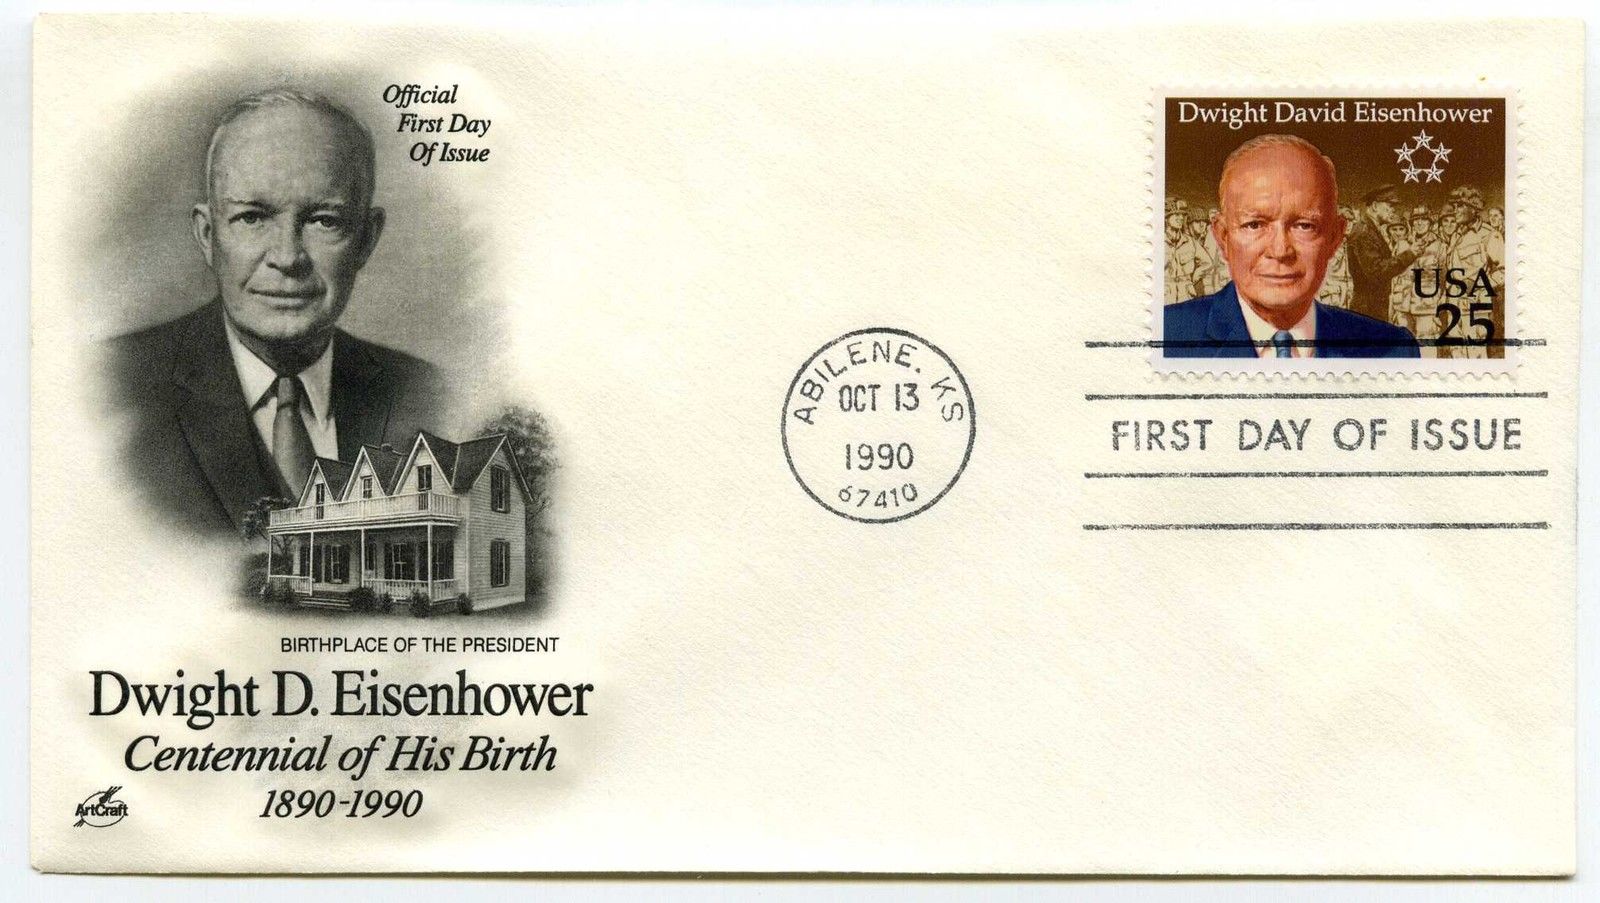 Official
First Day
Of Issue
BIRTHPLACE OF THE PRESIDENT
Dwight D. Eisenhower
Centennial of His Birth
1890-1990
ArtCraft
ABILENE. KS
OCT 13
1990
67410
Dwight David Eisenhower
USA
25
FIRST DAY OF ISSUE